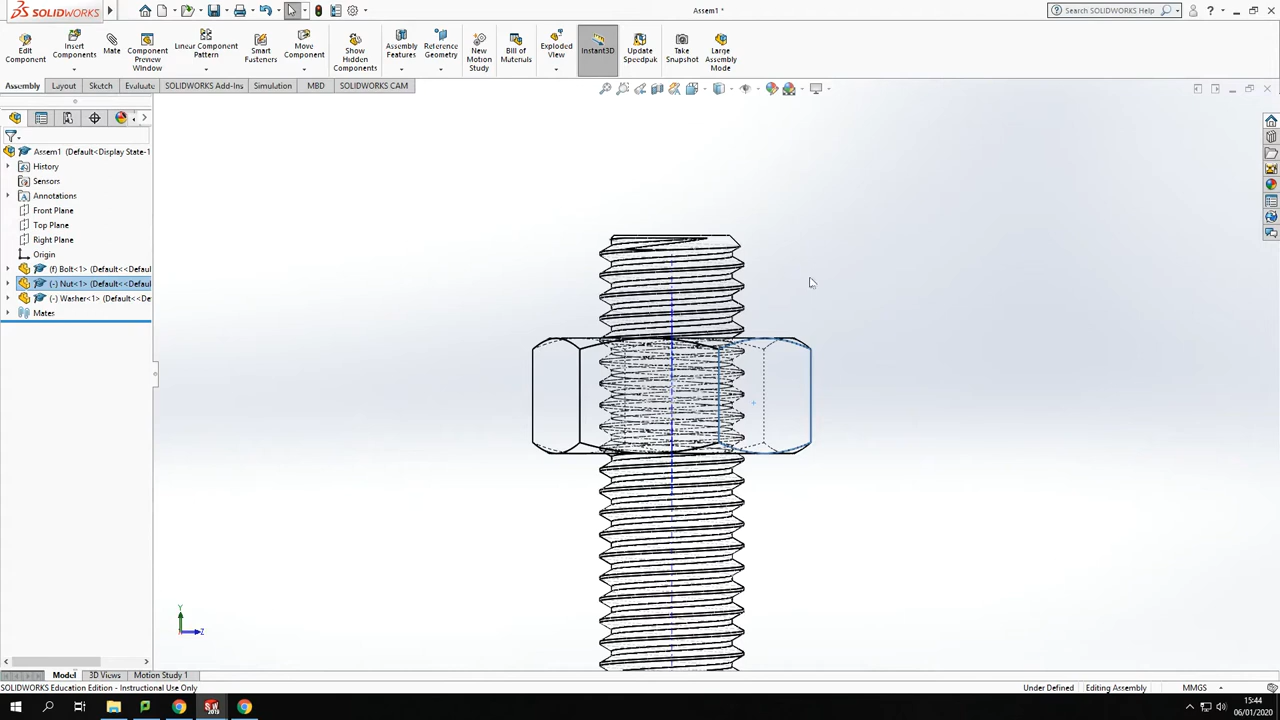 SOLIDWORKS
Assem1 *
Search SOLIDWORKS Help
Edit Component
Insert Components
Mate
Component Preview Window
Linear Component Pattern
Smart Fasteners
Move Component
Show Hidden Components
Assembly Features
Reference Geometry
New Motion Study
Bill of Materials
Exploded View
Instant3D
Update Speedpak
Take Snapshot
Large Assembly Mode
Assembly
Layout
Sketch
Evaluate
SOLIDWORKS Add-Ins
Simulation
MBD
SOLIDWORKS CAM
Assem1 (Default<Display State-1
History
Sensors
Annotations
Front Plane
Top Plane
Right Plane
Origin
(f) Bolt<1> (Default<<Defaul
(-) Nut<1> (Default<<Default
(-) Washer<1> (Default<<De
Mates
Y
Z
Model
3D Views
Motion Study 1
SOLIDWORKS Education Edition - Instructional Use Only
Under Defined
Editing Assembly
MMGS
15:44
06/01/2020